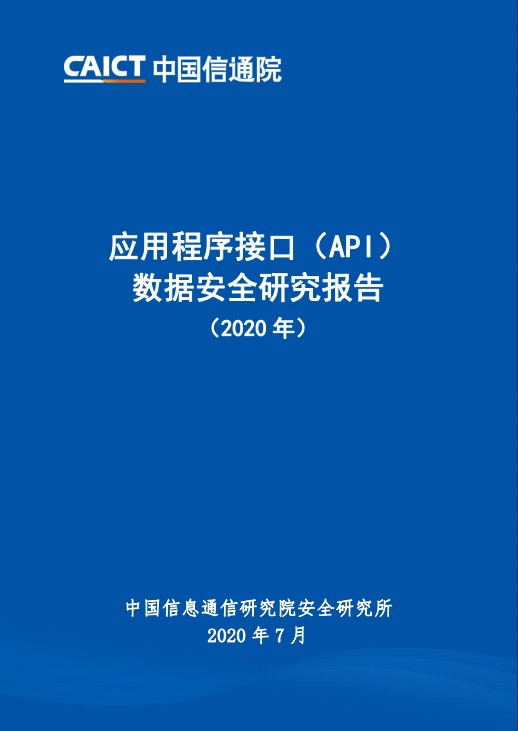 CAICT 中国信通院
应用程序接口（API）
数据安全研究报告
（2020 年）
中国信息通信研究院安全研究所
2020 年 7 月